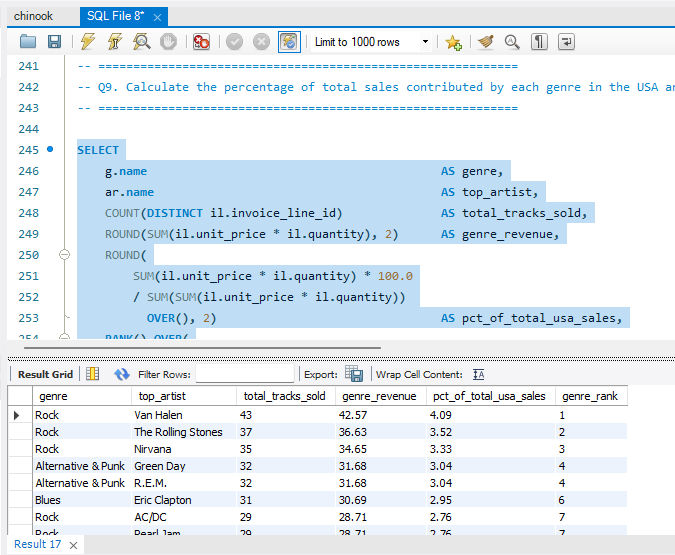 chinook SQL File 8*
Limit to 1000 rows
241 -- ============================================================
242 -- Q9. Calculate the percentage of total sales contributed by each genre in the USA
243 -- ============================================================
244
245 SELECT
246 g.name AS genre,
247 ar.name AS top_artist,
248 COUNT(DISTINCT il.invoice_line_id) AS total_tracks_sold,
249 ROUND(SUM(il.unit_price * il.quantity), 2) AS genre_revenue,
250 ROUND(
251 SUM(il.unit_price * il.quantity) * 100.0
252 / SUM(SUM(il.unit_price * il.quantity))
253 OVER(), 2) AS pct_of_total_usa_sales,
254 RANK() OVER(
Result Grid Filter Rows: Export: Wrap Cell Content:
genre top_artist total_tracks_sold genre_revenue pct_of_total_usa_sales genre_rank
Rock Van Halen 43 42.57 4.09 1
Rock The Rolling Stones 37 36.63 3.52 2
Rock Nirvana 35 34.65 3.33 3
Alternative & Punk Green Day 32 31.68 3.04 4
Alternative & Punk R.E.M. 32 31.68 3.04 4
Blues Eric Clapton 31 30.69 2.95 6
Rock AC/DC 29 28.71 2.76 7
Rock Pearl Jam 29 28.71 2.76 7
Result 17